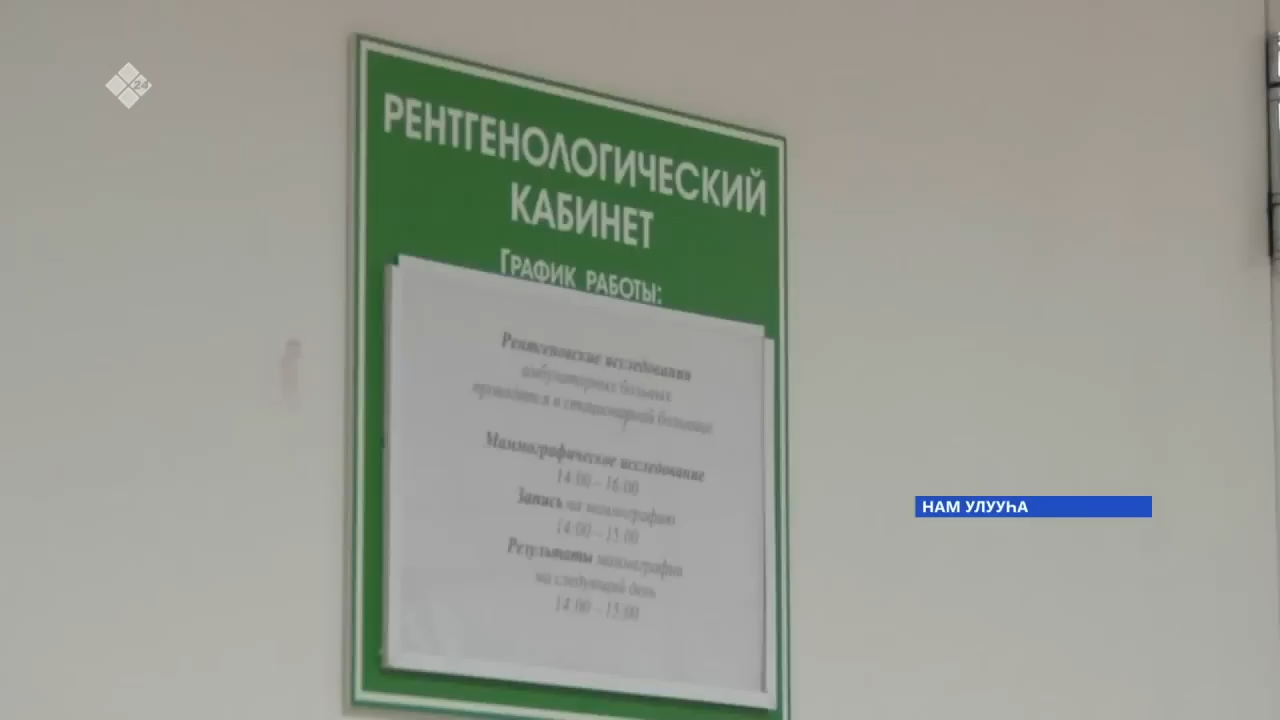 24
РЕНТГЕНОЛОГИЧЕСКИЙ
КАБИНЕТ
ГРАФИК РАБОТЫ:
Рентгеновские исследования
амбулаторных больных
проводятся в стационарной больнице
Маммографическое исследование
14:00 - 16:00
Запись на маммографию
14:00 - 15:00
Результаты маммографии
на следующий день
14:00 - 15:00
НАМ УЛУУҺА